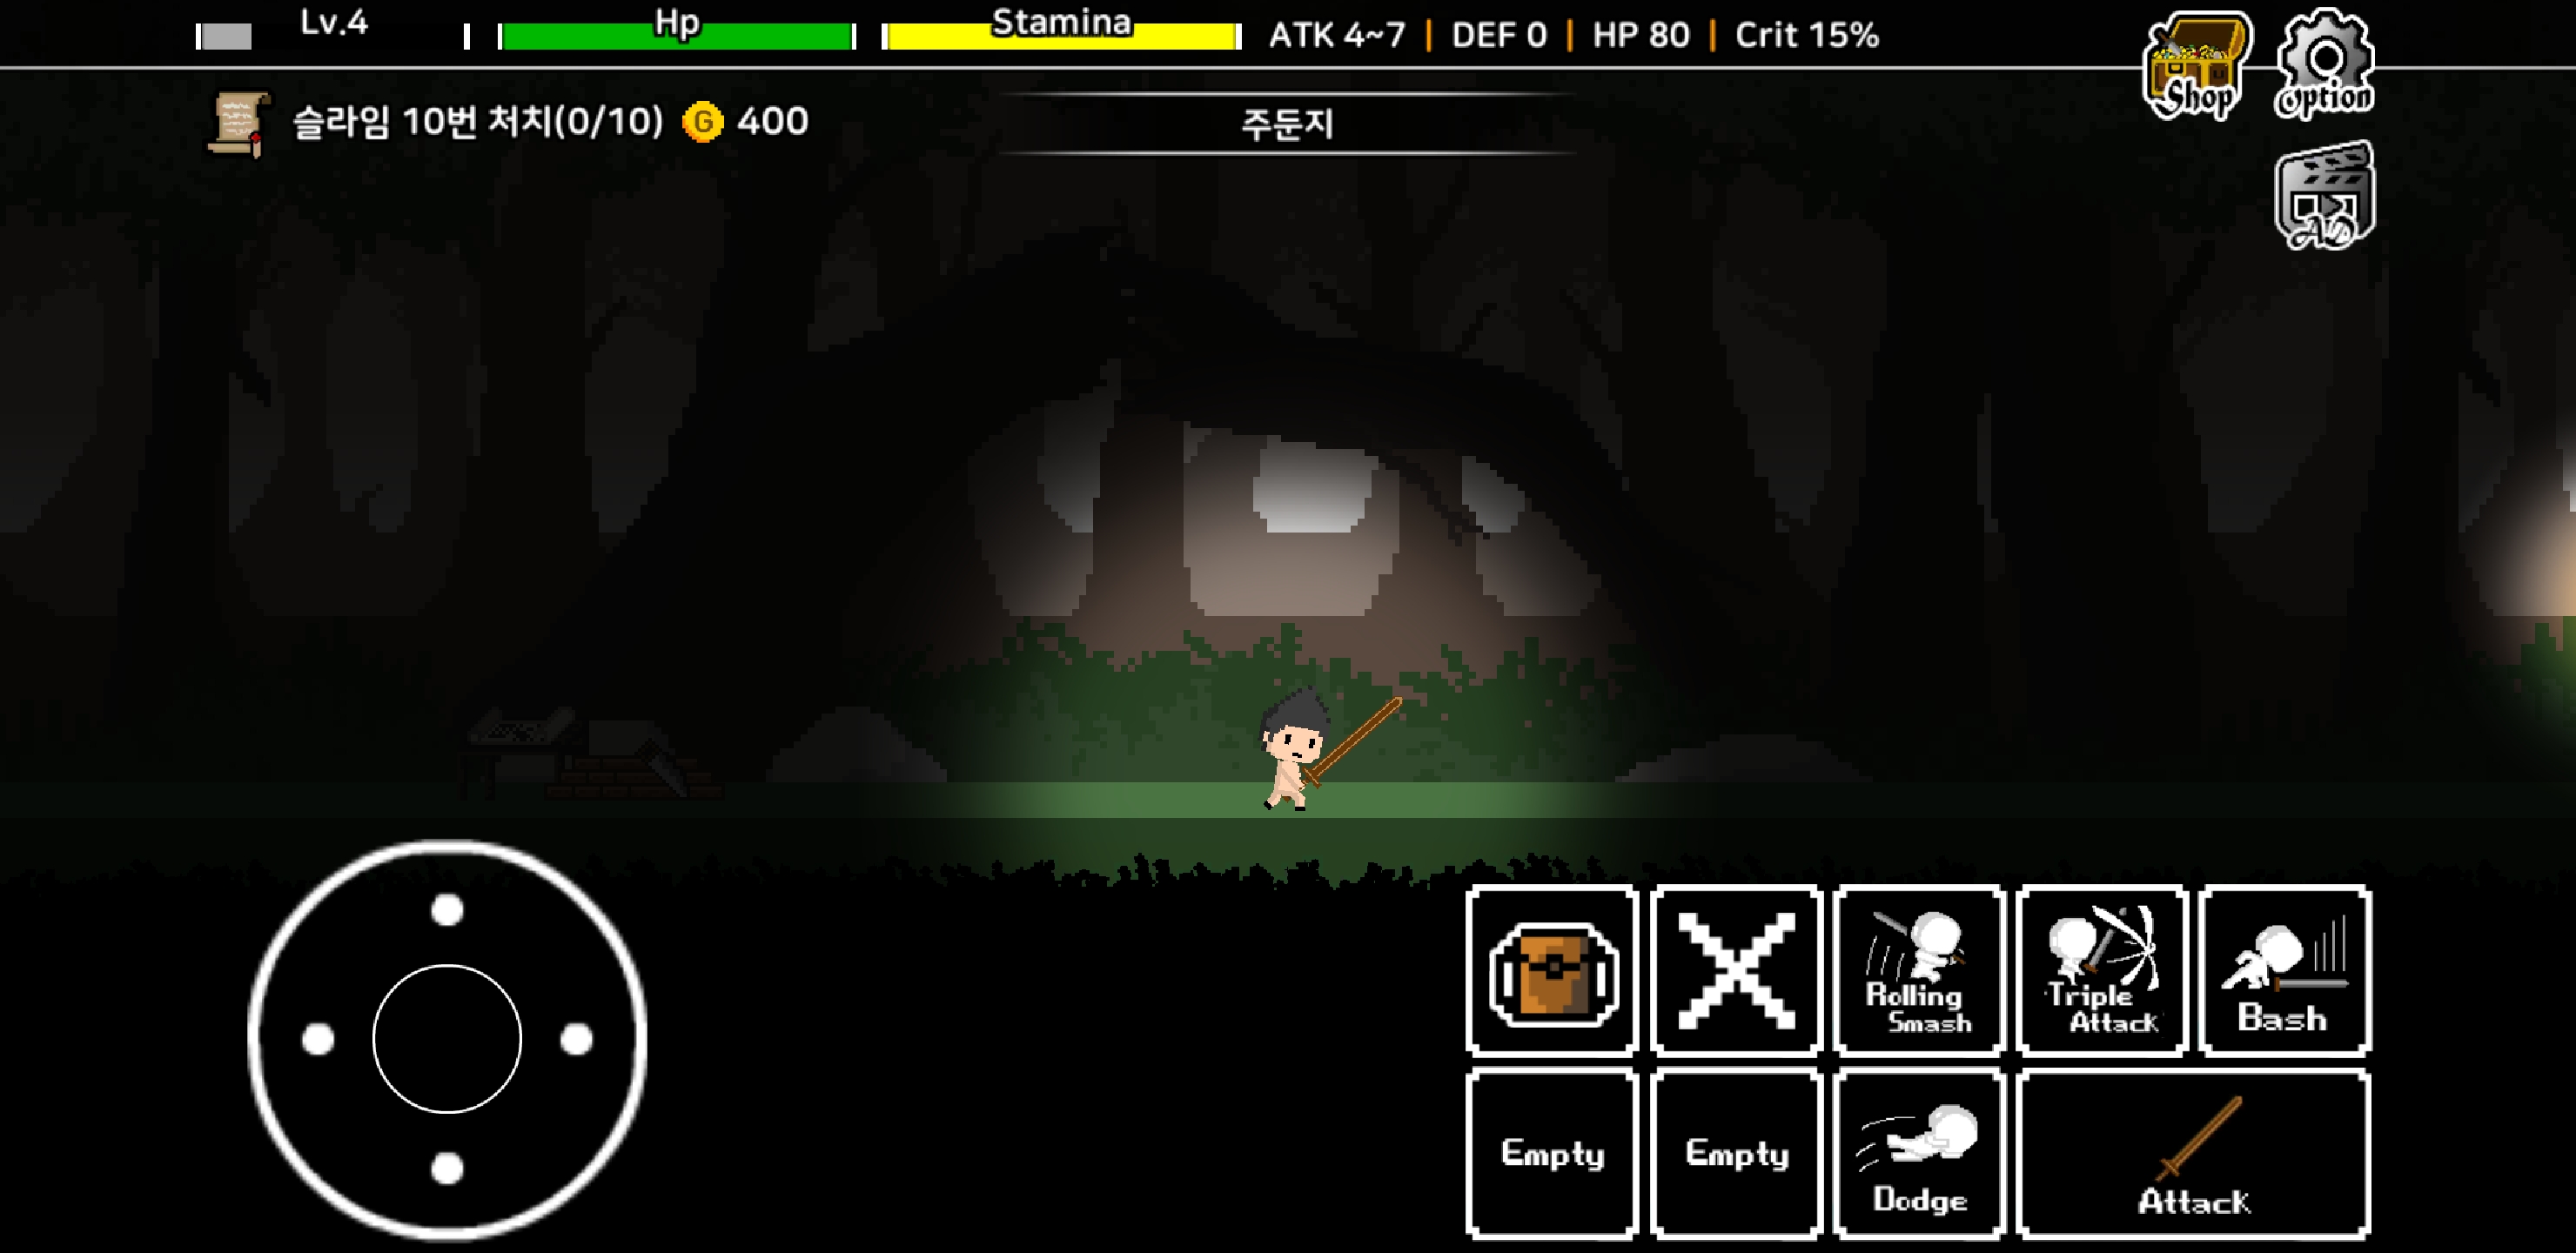 Lv.4 Hp Stamina ATK 4~7 | DEF 0 | HP 80 | Crit 15%
슬라임 10번 처치(0/10) G 400
주둔지
Shop
Option
AD
Rolling Smash
Triple Attack
Bash
Empty
Empty
Dodge
Attack